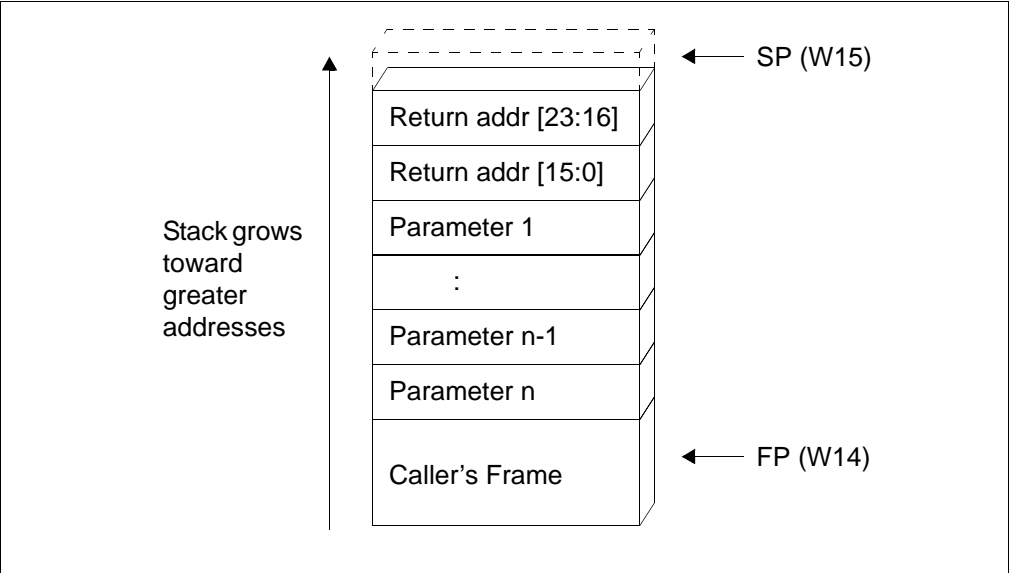 SP (W15)
Return addr [23:16]
Return addr [15:0]
Parameter 1
:
Parameter n-1
Parameter n
Caller's Frame
FP (W14)
Stack grows
toward
greater
addresses